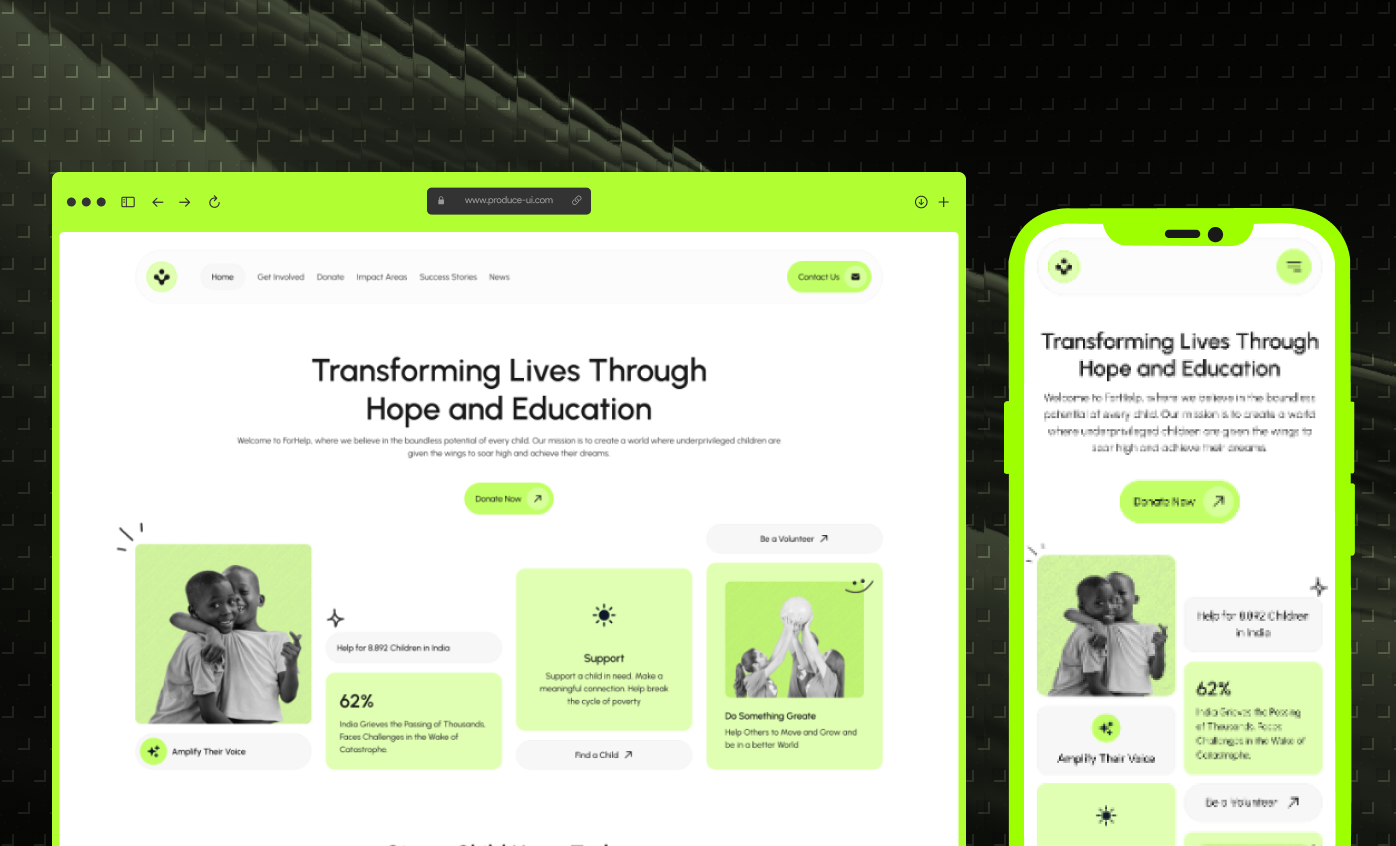 www.produce-ui.com
Home
Get Involved
Donate
Impact Areas
Success Stories
News
Contact Us
Transforming Lives Through
Hope and Education
Welcome to ForHelp, where we believe in the boundless potential of every child. Our mission is to create a world where underprivileged children are
given the wings to soar high and achieve their dreams.
Donate Now
Amplify Their Voice
Help for 8.892 Children in India
62%
India Grieves the Passing of Thousands,
Faces Challenges in the Wake of
Catastrophe.
Support
Support a child in need. Make a
meaningful connection. Help break
the cycle of poverty
Find a Child
Be a Volunteer
Do Something Greate
Help Others to Move and Grow and
be in a better World
Transforming Lives Through
Hope and Education
Welcome to ForHelp, where we believe in the boundless
potential of every child. Our mission is to create a world
where underprivileged children are given the wings to
soar high and achieve their dreams.
Donate Now
Amplify Their Voice
Help for 8.892 Children
in India
62%
India Grieves the Passing
of Thousands, Faces
Challenges in the Wake of
Catastrophe.
Be a Volunteer